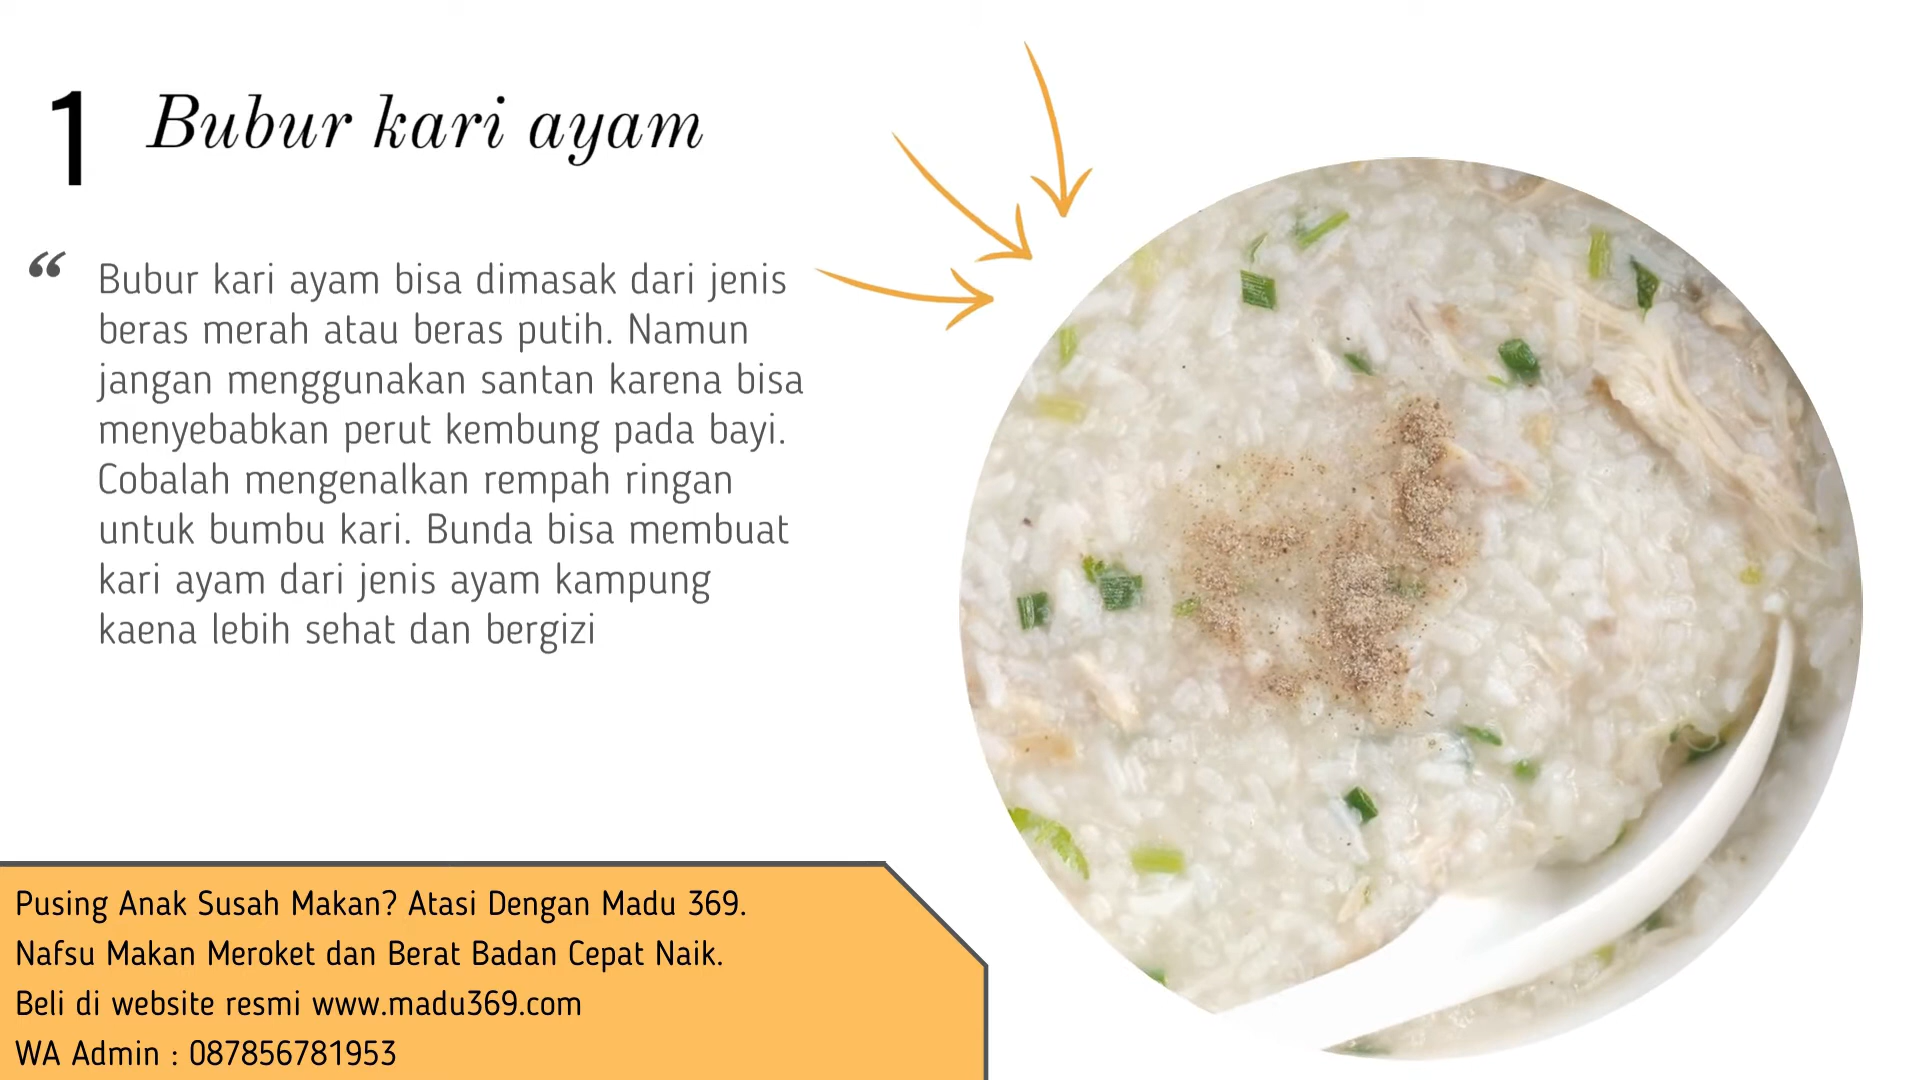 1 Bubur kari ayam
“ Bubur kari ayam bisa dimasak dari jenis
beras merah atau beras putih. Namun
jangan menggunakan santan karena bisa
menyebabkan perut kembung pada bayi.
Cobalah mengenalkan rempah ringan
untuk bumbu kari. Bunda bisa membuat
kari ayam dari jenis ayam kampung
kaena lebih sehat dan bergizi
Pusing Anak Susah Makan? Atasi Dengan Madu 369.
Nafsu Makan Meroket dan Berat Badan Cepat Naik.
Beli di website resmi www.madu369.com
WA Admin : 087856781953